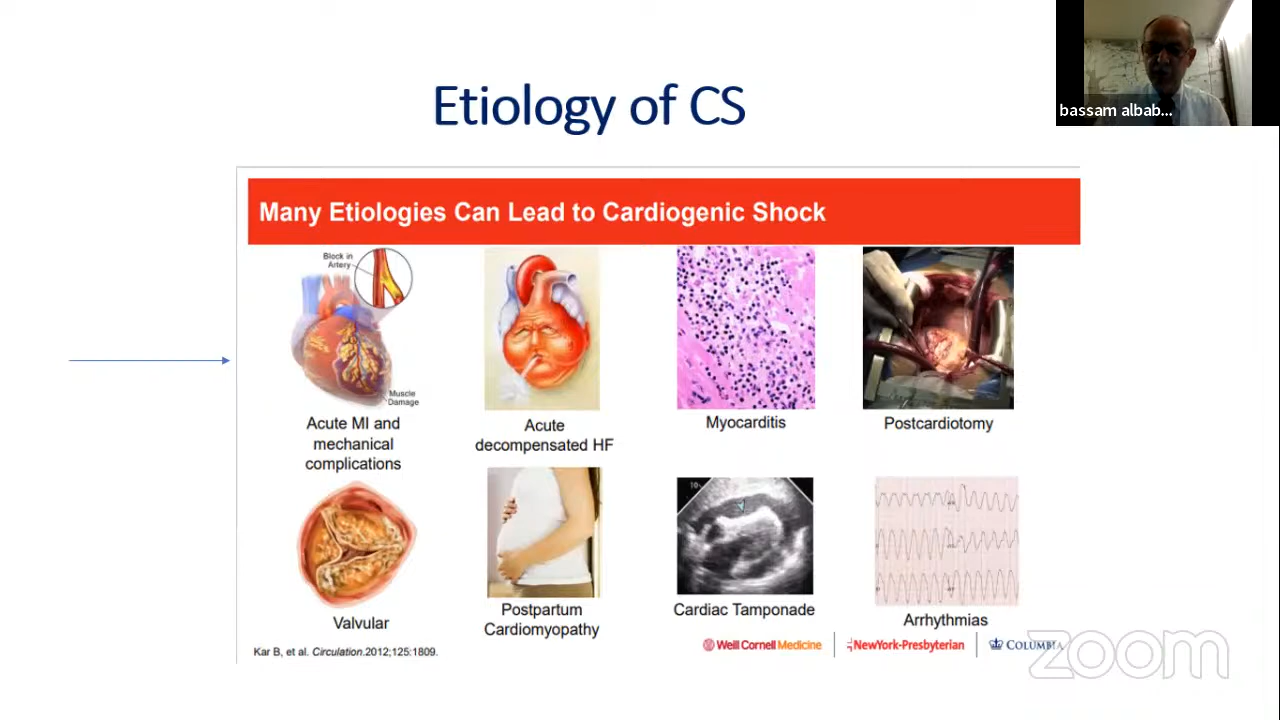 Etiology of CS
bassam albab...
Many Etiologies Can Lead to Cardiogenic Shock
Block in
Artery
Muscle
Damage
Acute MI and
mechanical
complications
Acute
decompensated HF
Myocarditis
Postcardiotomy
Valvular
Postpartum
Cardiomyopathy
Cardiac Tamponade
Arrhythmias
Kar B, et al. Circulation.2012;125:1809.
Weill Cornell Medicine
NewYork-Presbyterian
COLUMBIA
zoom